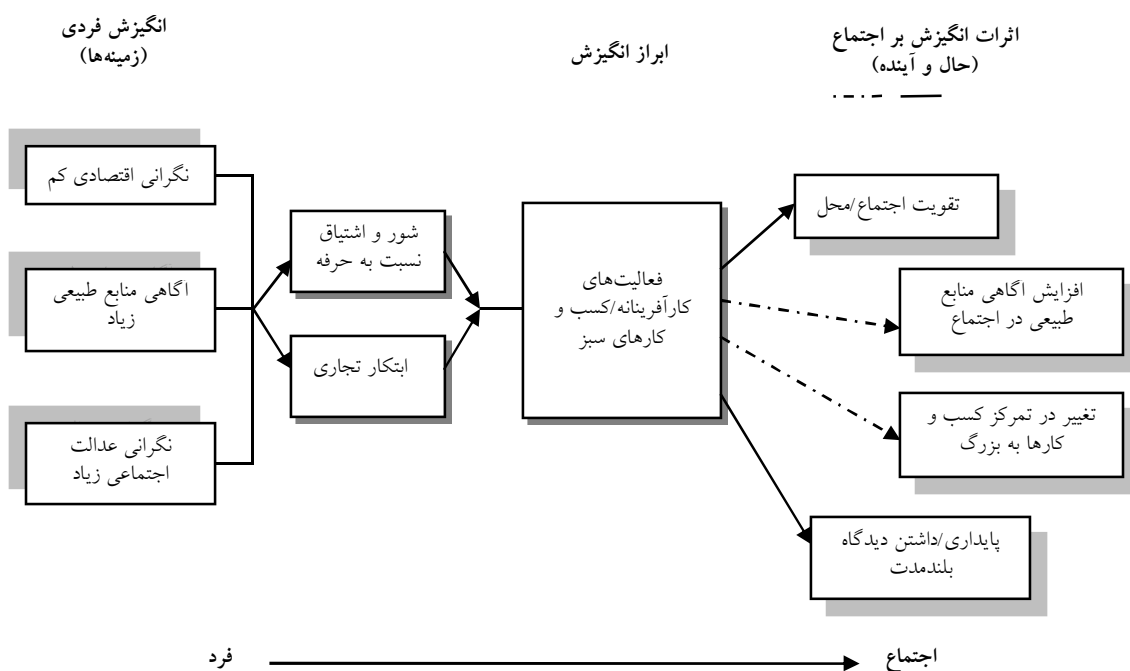 انگیزش فردی
(زمینه‌ها)
ابراز انگیزش
اثرات انگیزش بر اجتماع
(حال و آینده)
نگرانی اقتصادی کم
آگاهی منابع طبیعی
زیاد
نگرانی عدالت
اجتماعی زیاد
شور و اشتیاق
نسبت به حرفه
ابتکار تجاری
فعالیت‌های
کارآفرینانه/کسب و
کارهای سبز
تقویت اجتماع/محل
افزایش آگاهی منابع
طبیعی در اجتماع
تغییر در تمرکز کسب و
کارها به بزرگ
پایداری/داشتن دیدگاه
بلندمدت
فرد
اجتماع